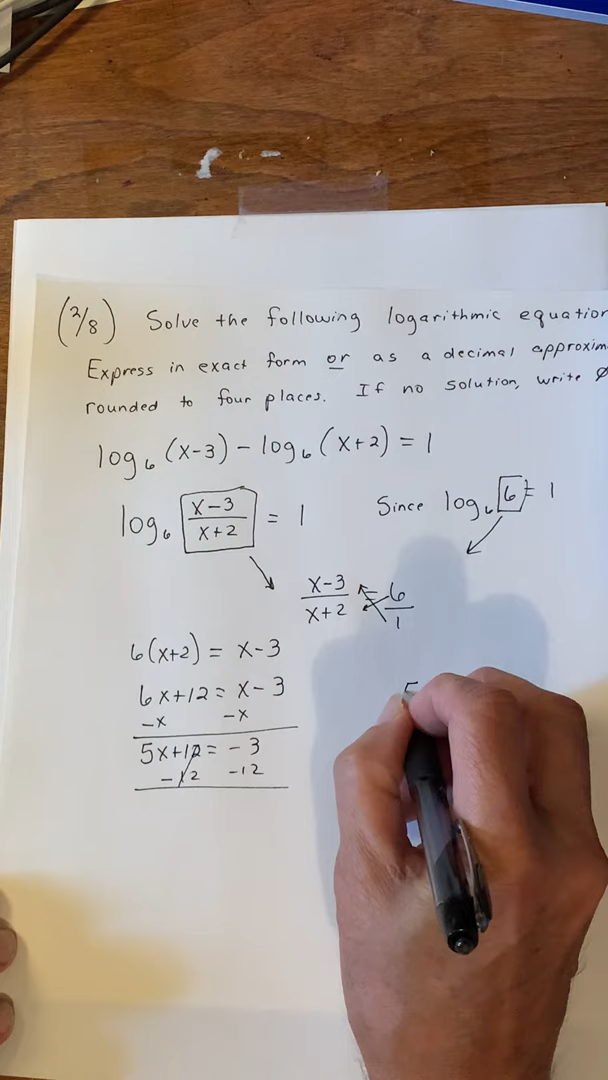 (2/8) Solve the following logarithmic equation
Express in exact form or as a decimal approxim
rounded to four places. If no solution, write ∅
log₆(x-3) - log₆(x+2) = 1
log₆ (x-3)/(x+2) = 1 Since log₆ 6 = 1
(x-3)/(x+2) = 6/1
6(x+2) = x-3
6x+12 = x-3
-x -x
5x+12 = -3 5
-12 -12